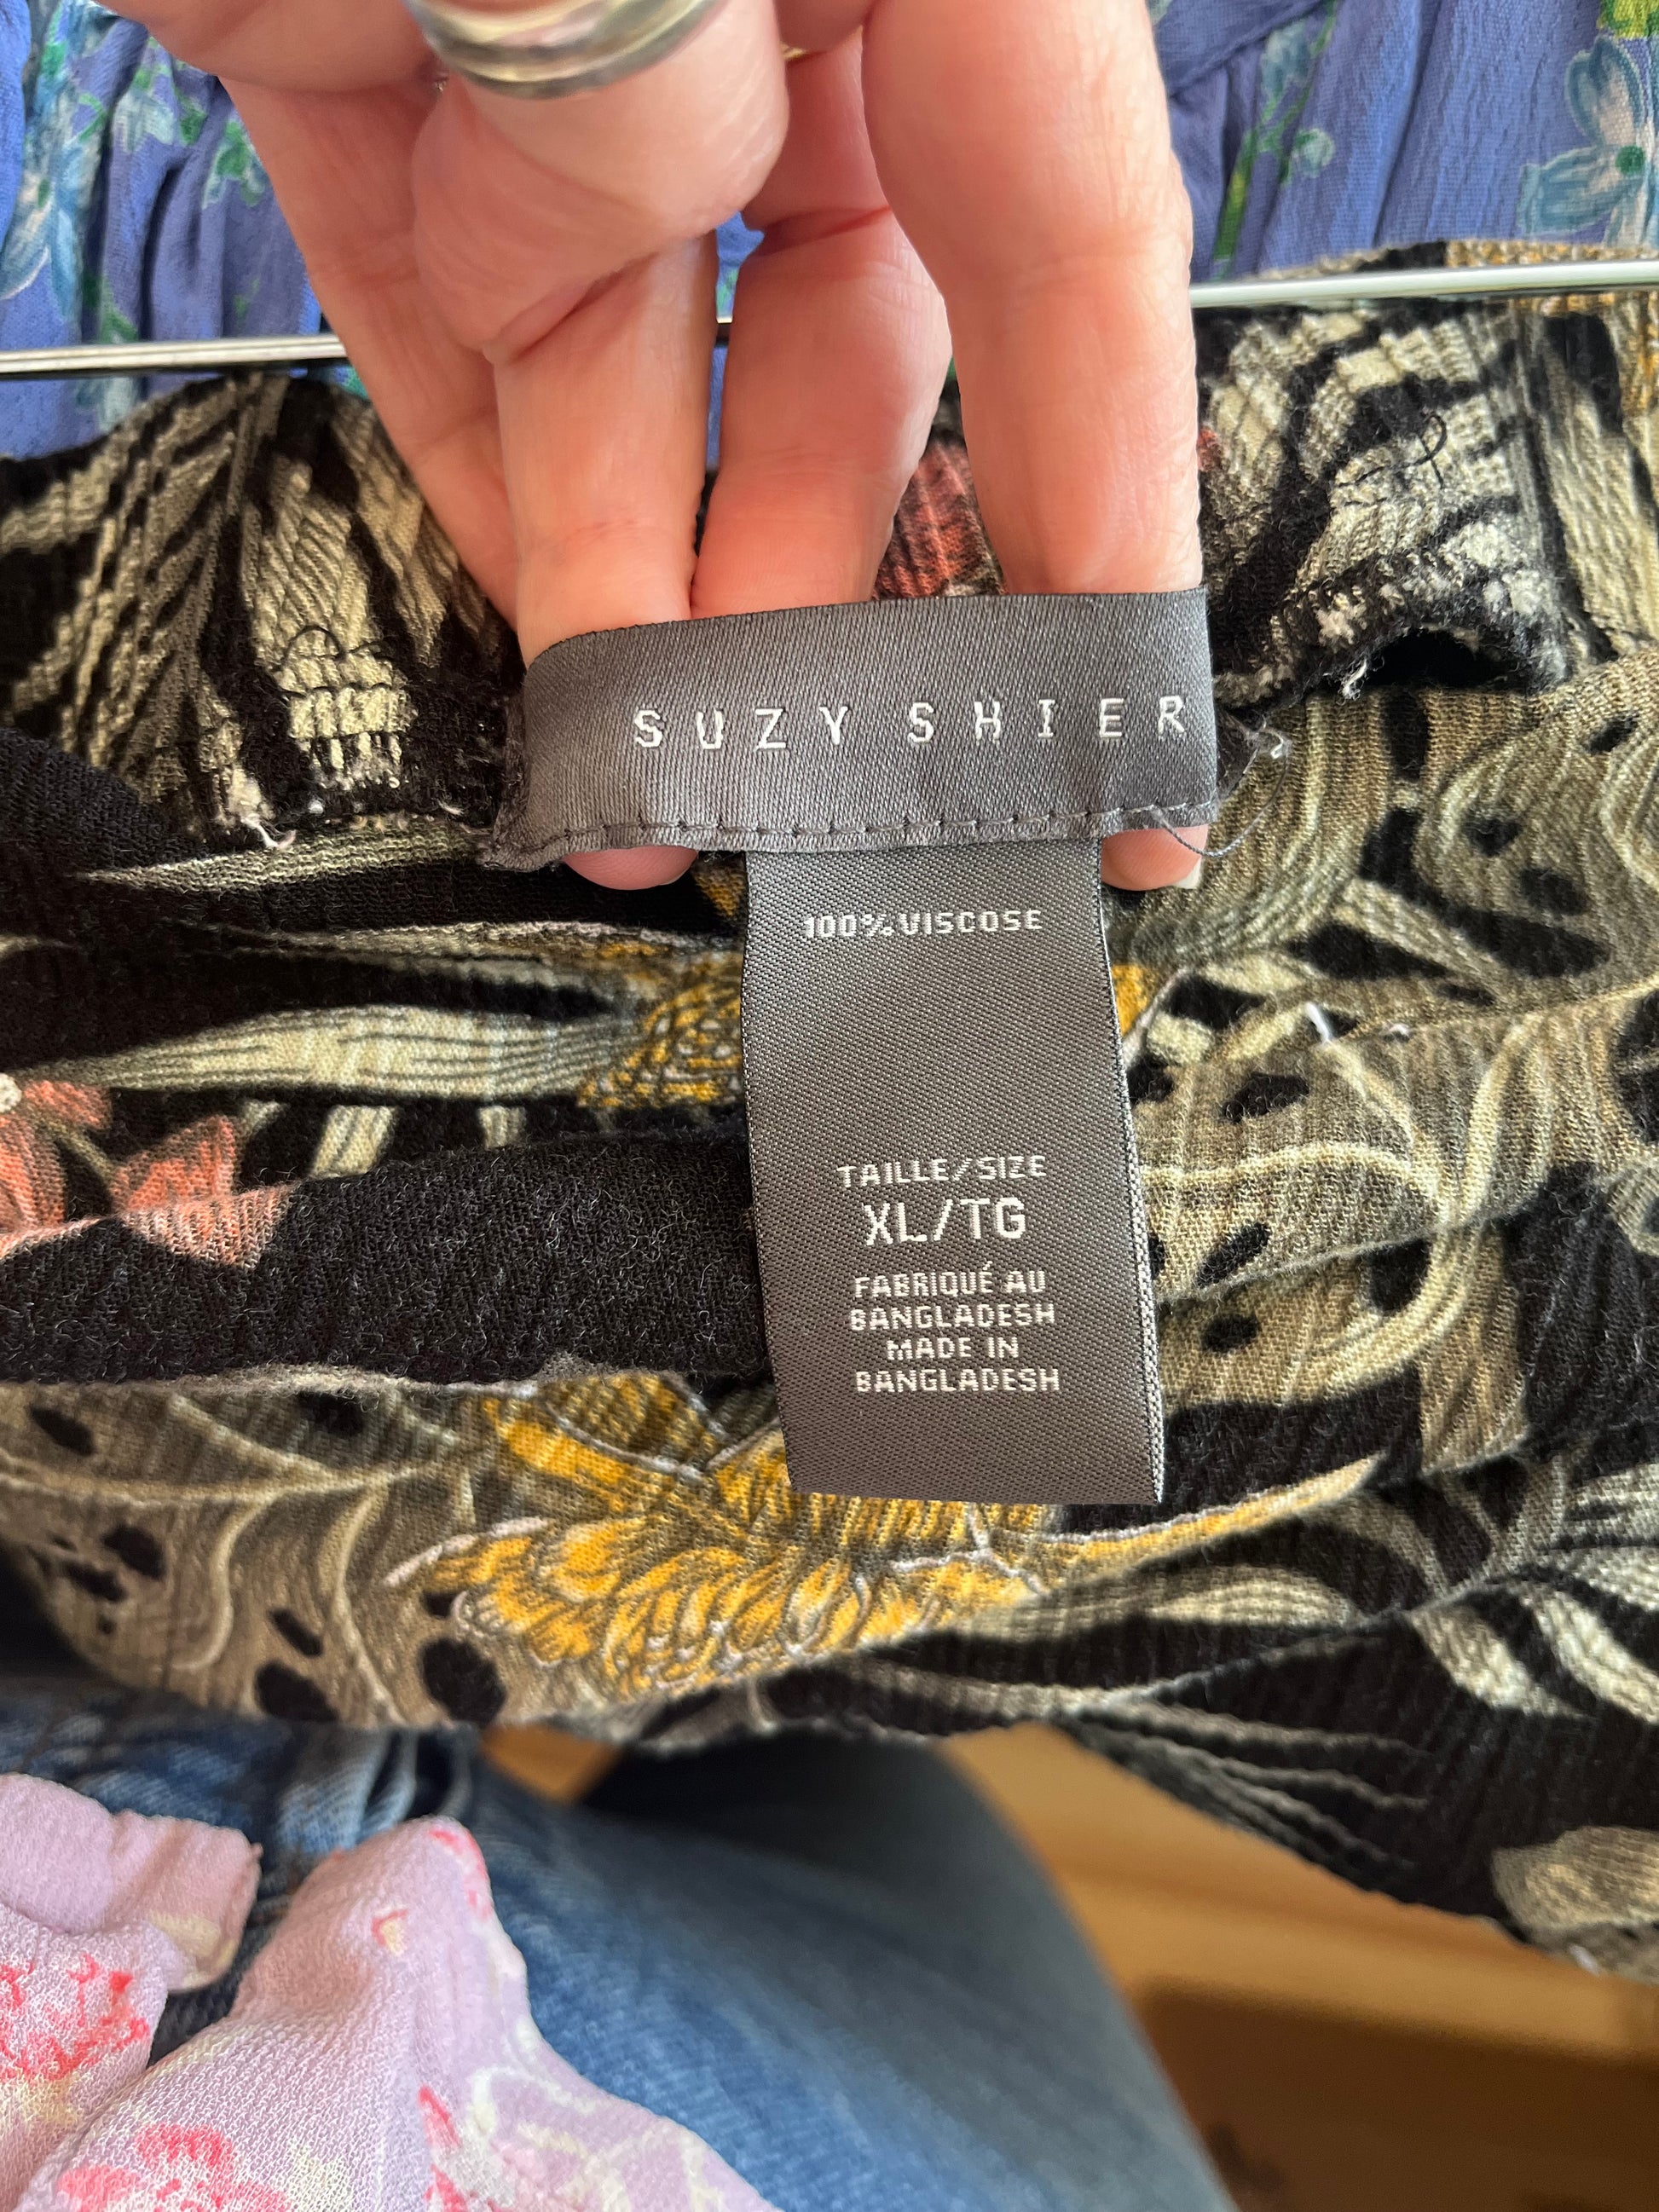 SUZY SHIER
100% VISCOSE
TAILLE/SIZE
XL/TG
FABRIQUÉ AU
BANGLADESH
MADE IN
BANGLADESH